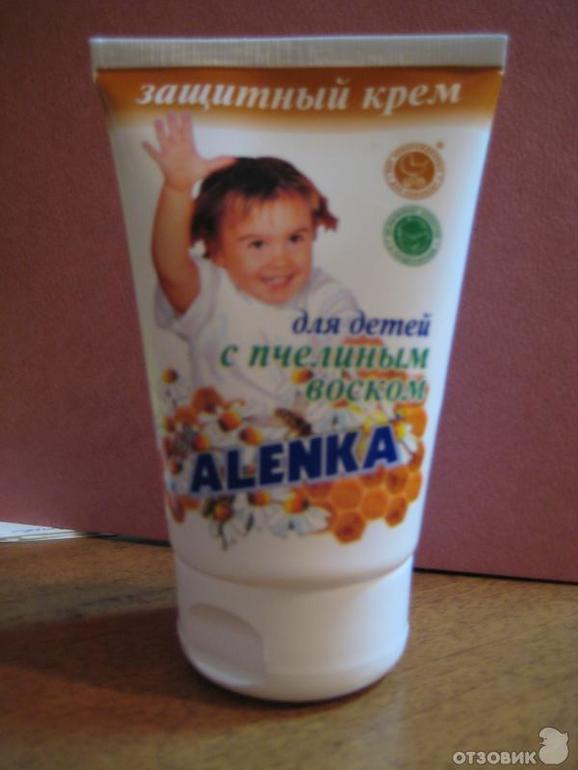 защитный крем
для детей
с пчелиным
воском
ALENKA
ОТЗОВИК